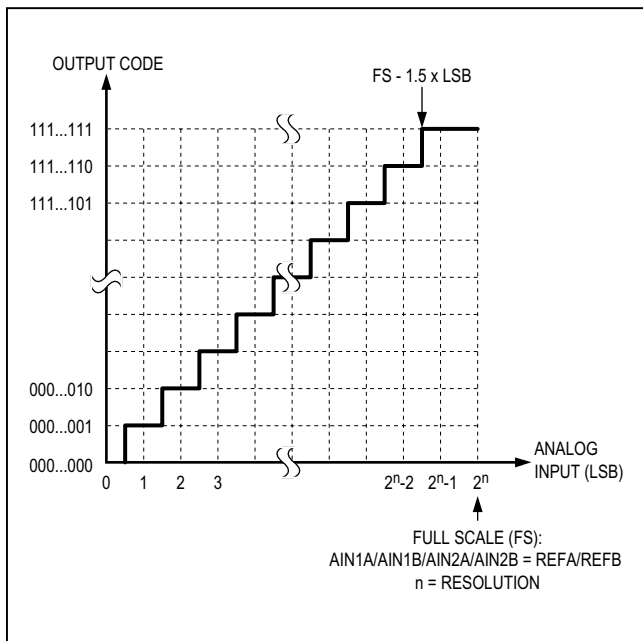 OUTPUT CODE
FS - 1.5 x LSB
111...111
111...110
111...101
000...010
000...001
000...000
0 1 2 3 2ⁿ-2 2ⁿ-1 2ⁿ
ANALOG
INPUT (LSB)
FULL SCALE (FS):
AIN1A/AIN1B/AIN2A/AIN2B = REFA/REFB
n = RESOLUTION